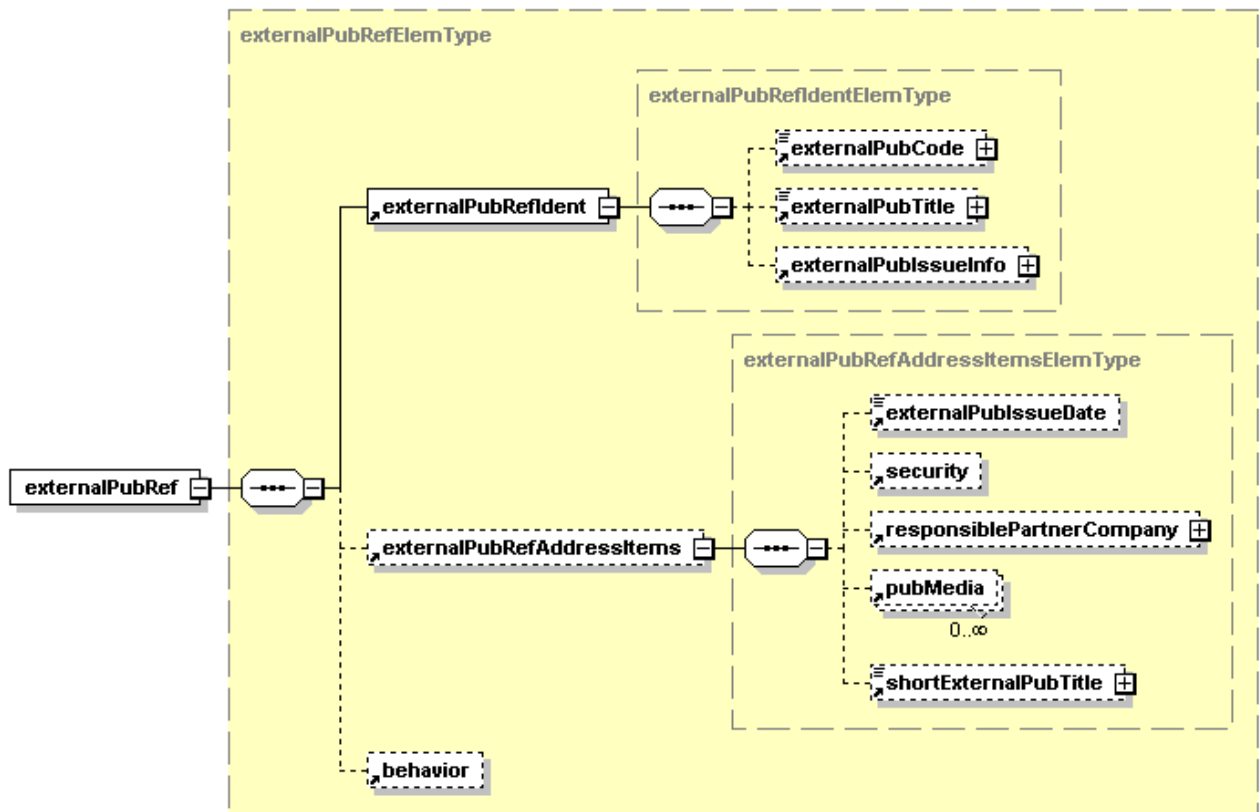 externalPubRefElemType
externalPubRefIdentElemType
externalPubCode
externalPubRefIdent
externalPubTitle
externalPubIssueInfo
externalPubRefAddressItemsElemType
externalPubIssueDate
security
externalPubRef
responsiblePartnerCompany
externalPubRefAddressItems
pubMedia
0..∞
shortExternalPubTitle
behavior